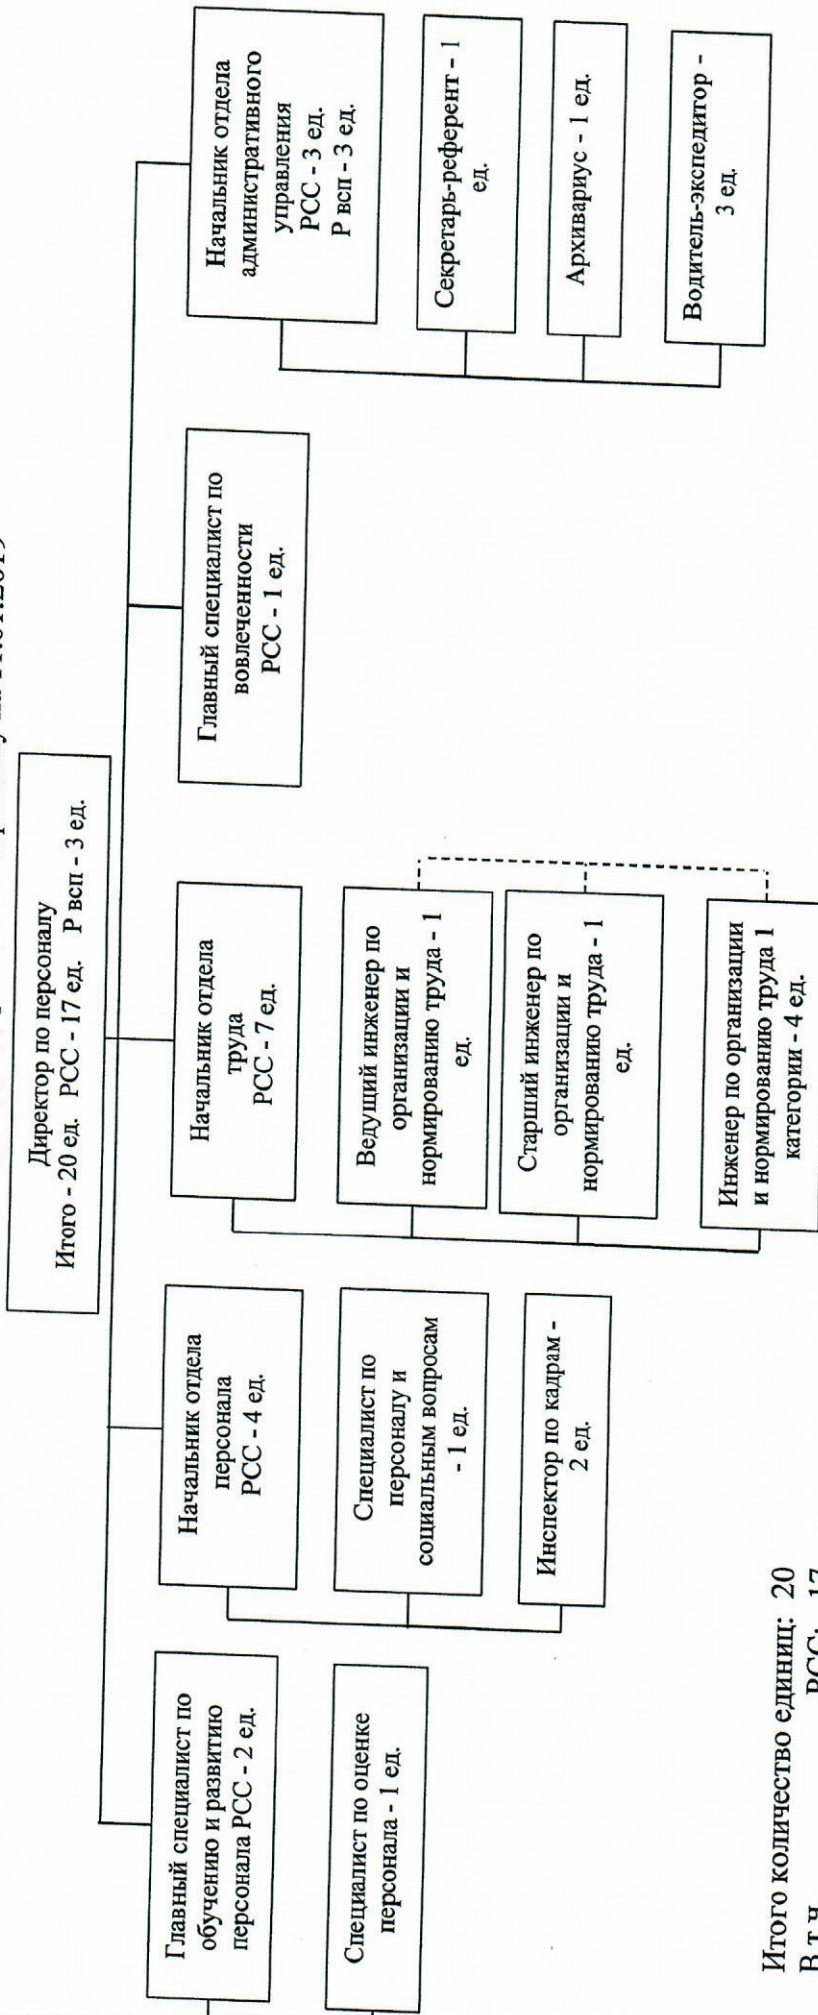 Директор по персоналу
Итого - 20 ед. РСС - 17 ед. Р всп - 3 ед.
Главный специалист по
обучению и развитию
персонала РСС - 2 ед.
Специалист по оценке
персонала - 1 ед.
Начальник отдела
персонала
РСС - 4 ед.
Специалист по
персоналу и
социальным вопросам
- 1 ед.
Инспектор по кадрам -
2 ед.
Начальник отдела
труда
РСС - 7 ед.
Ведущий инженер по
организации и
нормированию труда - 1
ед.
Старший инженер по
организации и
нормированию труда - 1
ед.
Инженер по организации
и нормированию труда 1
категории - 4 ед.
Главный специалист по
вовлеченности
РСС - 1 ед.
Начальник отдела
административного
управления
РСС - 3 ед.
Р всп - 3 ед.
Секретарь-референт - 1
ед.
Архивариус - 1 ед.
Водитель-экспедитор -
3 ед.
Итого количество единиц: 20
В т.ч. РСС: 17